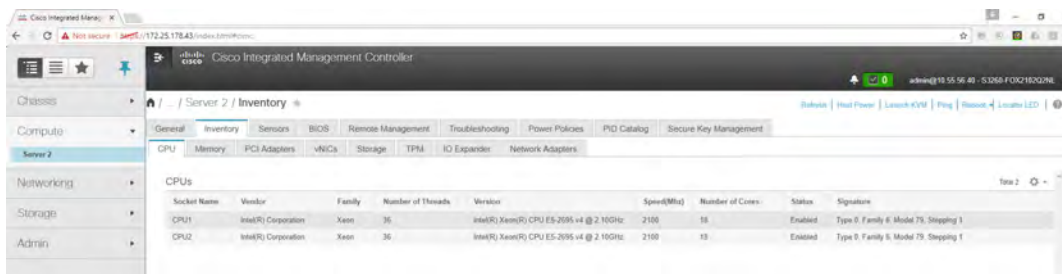 Cisco Integrated Manag
Not secure https://172.25.178.43/index.html#cimc
cisco Cisco Integrated Management Controller
0 admin@10.55.56.40 - S3260-FOX2102Q2NL
/ ... / Server 2 / Inventory
Refresh | Host Power | Launch KVM | Ping | Reboot | Locator LED |
Chassis
Compute
Server 2
Networking
Storage
Admin
General Inventory Sensors BIOS Remote Management Troubleshooting Power Policies PID Catalog Secure Key Management
CPU Memory PCI Adapters vNICs Storage TPM IO Expander Network Adapters
CPUs Total 2
Socket Name Vendor Family Number of Threads Version Speed(Mhz) Number of Cores Status Signature
CPU1 Intel(R) Corporation Xeon 36 Intel(R) Xeon(R) CPU E5-2695 v4 @ 2.10GHz 2100 18 Enabled Type 0, Family 6, Model 79, Stepping 1
CPU2 Intel(R) Corporation Xeon 36 Intel(R) Xeon(R) CPU E5-2695 v4 @ 2.10GHz 2100 Enabled Type 0, Family 6, Model 79, Stepping 1